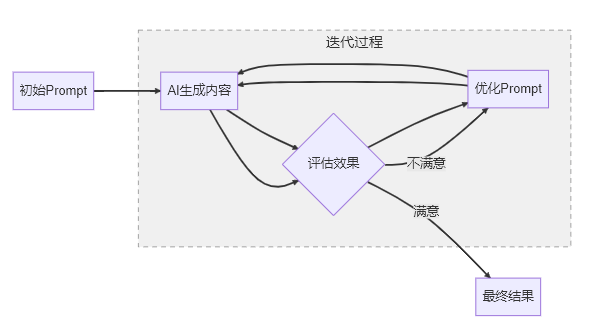 迭代过程
初始Prompt
AI生成内容
优化Prompt
评估效果
不满意
满意
最终结果